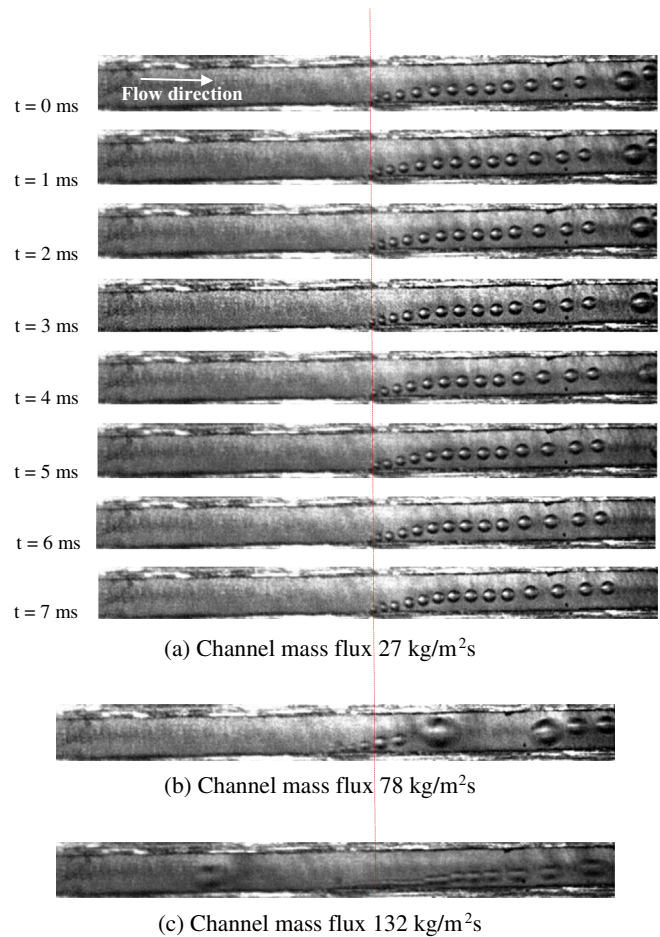 Flow direction
t = 0 ms
t = 1 ms
t = 2 ms
t = 3 ms
t = 4 ms
t = 5 ms
t = 6 ms
t = 7 ms
(a) Channel mass flux 27 kg/m²s
(b) Channel mass flux 78 kg/m²s
(c) Channel mass flux 132 kg/m²s